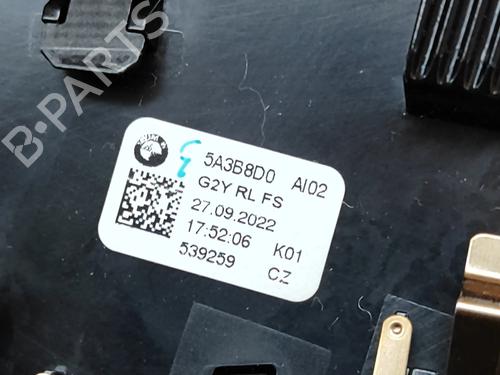 B-PARTS
5A3B8D0 AI02
G2Y RL FS
27.09.2022
17:52:06 K01
539259 CZ